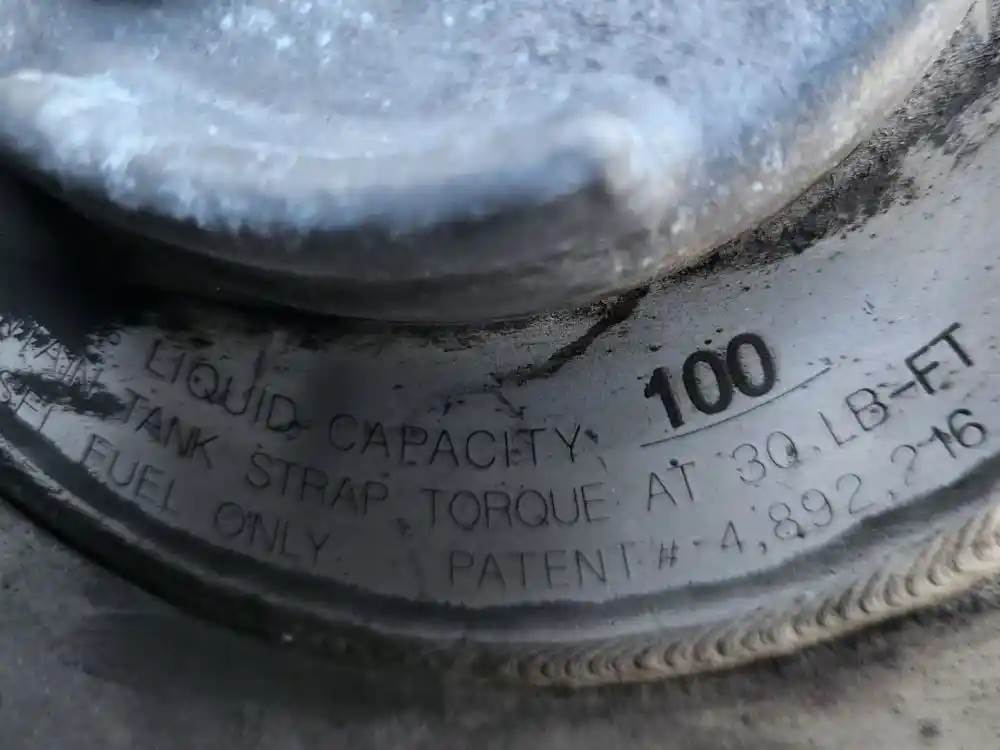 LIQUID CAPACITY 100
TANK STRAP TORQUE AT 30 LB-FT
FUEL ONLY PATENT # 4,892,216